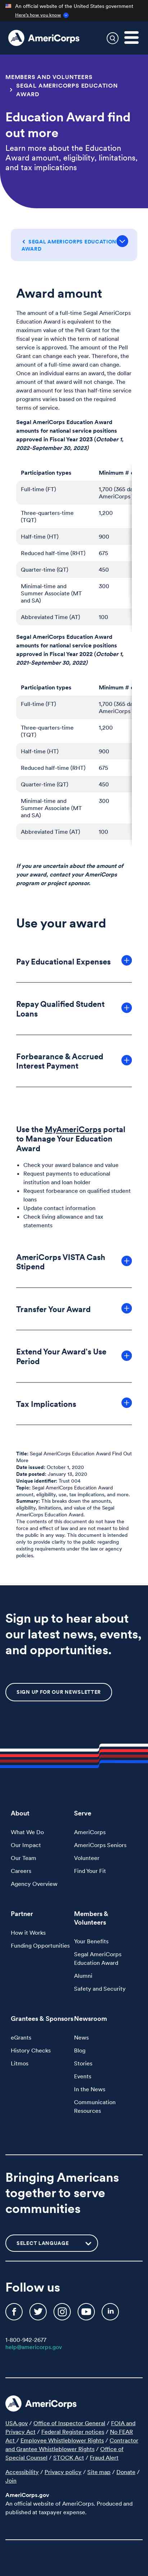 An official website of the United States government
Here's how you know
AmeriCorps
MEMBERS AND VOLUNTEERS
SEGAL AMERICORPS EDUCATION
AWARD
Education Award find
out more
Learn more about the Education
Award amount, eligibility, limitations,
and tax implications
SEGAL AMERICORPS EDUCATION
AWARD
Award amount
The amount of a full-time Segal AmeriCorps
Education Award is equivalent to the
maximum value of the Pell Grant for the
fiscal year in which the term of national
service is approved. The amount of a Pell
Grant can change each year. Therefore, the
full-time award amount can change.
Once an individual earns an award, the dollar
amount of that award will not change. The
award amount for less than full-time members
varies based on the required
terms of service.
Segal AmeriCorps Education Award
amounts for national service positions
approved in Fiscal Year 2023 (October 1,
2022-September 30, 2023)
Participation types Minimum #
Full-time (FT) 1,700 (365 da
AmeriCorps
Three-quarters-time 1,200
(TQT)
Half-time (HT) 900
Reduced half-time (RHT) 675
Quarter-time (QT) 450
Minimal-time and 300
Summer Associate (MT
and SA)
Abbreviated Time (AT) 100
Segal AmeriCorps Education Award
amounts for national service positions
approved in Fiscal Year 2022 (October 1,
2021-September 30, 2022)
Participation types Minimum #
Full-time (FT) 1,700 (365 da
AmeriCorps
Three-quarters-time 1,200
(TQT)
Half-time (HT) 900
Reduced half-time (RHT) 675
Quarter-time (QT) 450
Minimal-time and 300
Summer Associate (MT
and SA)
Abbreviated Time (AT) 100
If you are uncertain about the amount of
your award, contact your AmeriCorps
program or project sponsor.
Use your award
Pay Educational Expenses
Repay Qualified Student
Loans
Forbearance & Accrued
Interest Payment
Use the MyAmeriCorps portal
to Manage Your Education
Award
• Check your award balance and value
• Request payments to educational
institution and loan holder
• Request forbearance on qualified student
loans
• Update contact information
• Check living allowance and tax
statements
AmeriCorps VISTA Cash
Stipend
Transfer Your Award
Extend Your Award's Use
Period
Tax Implications
Title: Segal AmeriCorps Education Award Find Out
More
Date issued: October 1, 2020
Date posted: January 13, 2020
Unique identifier: Trust 004
Topic: Segal AmeriCorps Education Award
amount, eligibility, use, tax implications, and more.
Summary: This breaks down the amounts,
eligibility, limitations, and value of the Segal
AmeriCorps Education Award.
The contents of this document do not have the
force and effect of law and are not meant to bind
the public in any way. This document is intended
only to provide clarity to the public regarding
existing requirements under the law or agency
policies.
Sign up to hear about
our latest news, events,
and opportunities.
SIGN UP FOR OUR NEWSLETTER
About
What We Do
Our Impact
Our Team
Careers
Agency Overview
Serve
AmeriCorps
AmeriCorps Seniors
Volunteer
Find Your Fit
Partner
How it Works
Funding Opportunities
Members &
Volunteers
Your Benefits
Segal AmeriCorps
Education Award
Alumni
Safety and Security
Grantees & Sponsors
eGrants
History Checks
Litmos
Newsroom
News
Blog
Stories
Events
In the News
Communication
Resources
Bringing Americans
together to serve
communities
SELECT LANGUAGE
Follow us
1-800-942-2677
help@americorps.gov
AmeriCorps
USA.gov / Office of Inspector General / FOIA and
Privacy Act / Federal Register notices / No FEAR
Act / Employee Whistleblower Rights / Contractor
and Grantee Whistleblower Rights / Office of
Special Counsel / STOCK Act / Fraud Alert
Accessibility / Privacy policy / Site map / Donate /
Join
AmeriCorps.gov
An official website of AmeriCorps. Produced and
published at taxpayer expense.